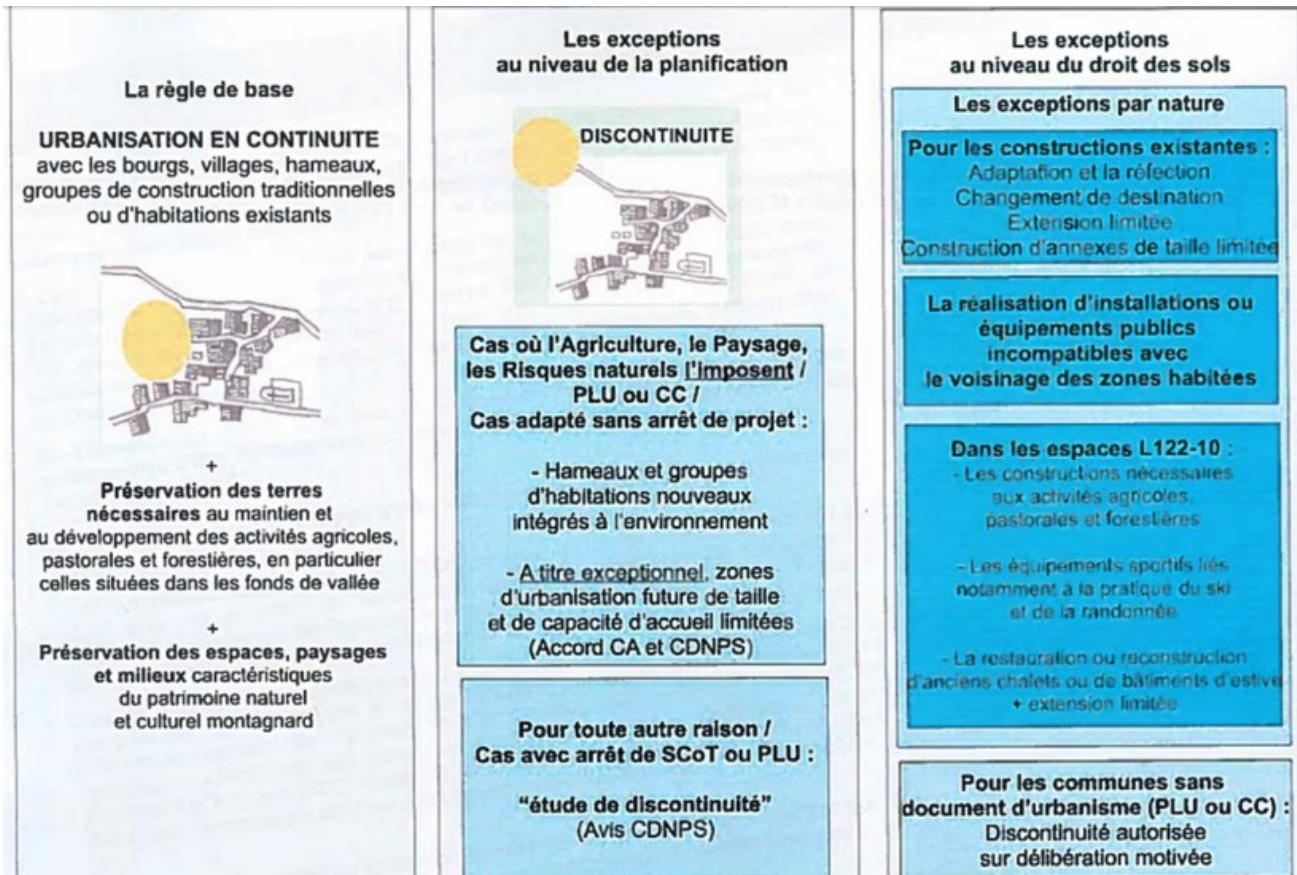 La règle de base
URBANISATION EN CONTINUITE
avec les bourgs, villages, hameaux,
groupes de construction traditionnelles
ou d'habitations existants
+
Préservation des terres
nécessaires au maintien et
au développement des activités agricoles,
pastorales et forestières, en particulier
celles situées dans les fonds de vallée
+
Préservation des espaces, paysages
et milieux caractéristiques
du patrimoine naturel
et culturel montagnard
Les exceptions
au niveau de la planification
DISCONTINUITE
Cas où l'Agriculture, le Paysage,
les Risques naturels l'imposent /
PLU ou CC /
Cas adapté sans arrêt de projet :
- Hameaux et groupes
d'habitations nouveaux
intégrés à l'environnement
- A titre exceptionnel, zones
d'urbanisation future de taille
et de capacité d'accueil limitées
(Accord CA et CDNPS)
Pour toute autre raison /
Cas avec arrêt de SCoT ou PLU :
"étude de discontinuité"
(Avis CDNPS)
Les exceptions
au niveau du droit des sols
Les exceptions par nature
Pour les constructions existantes :
Adaptation et la réfection
Changement de destination
Extension limitée
Construction d'annexes de taille limitée
La réalisation d'installations ou
équipements publics
incompatibles avec
le voisinage des zones habitées
Dans les espaces L122-10 :
- Les constructions nécessaires
aux activités agricoles,
pastorales et forestières
- Les équipements sportifs liés
notamment à la pratique du ski
et de la randonnée
- La restauration ou reconstruction
d'anciens chalets ou de bâtiments d'estive
+ extension limitée
Pour les communes sans
document d'urbanisme (PLU ou CC) :
Discontinuité autorisée
sur délibération motivée